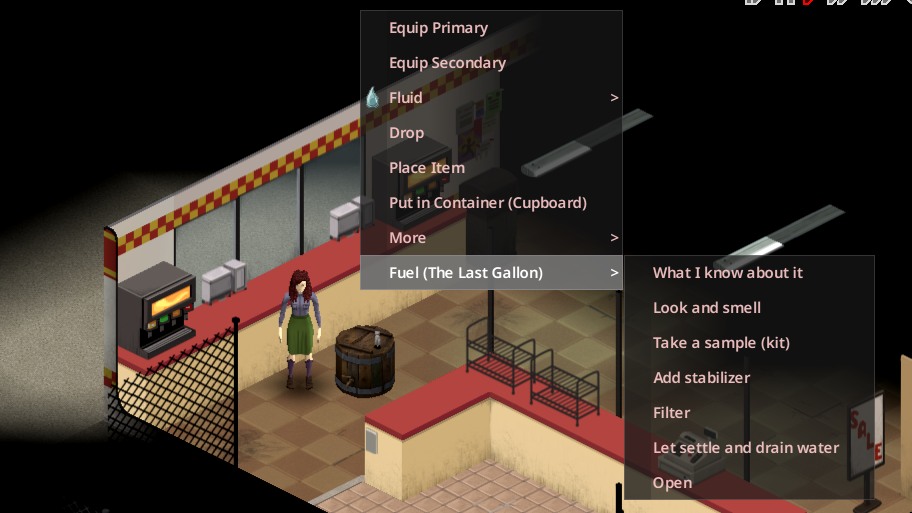 Equip Primary
Equip Secondary
Fluid >
Drop
Place Item
Put in Container (Cupboard)
More >
Fuel (The Last Gallon) >
What I know about it
Look and smell
Take a sample (kit)
Add stabilizer
Filter
Let settle and drain water
Open
SALE